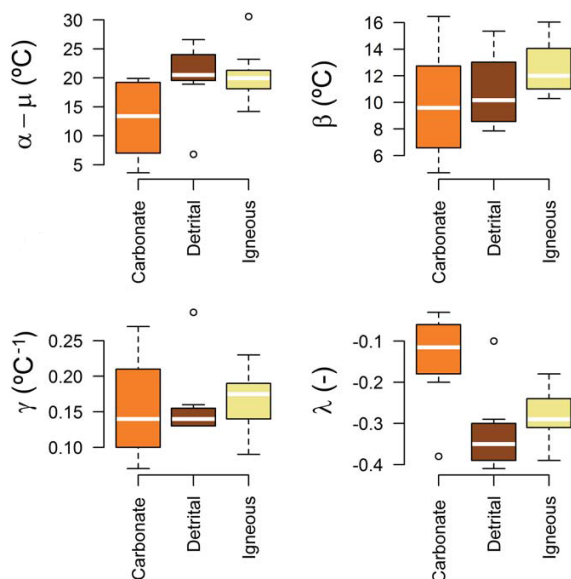 α − μ (ºC)
30
25
20
15
10
5
Carbonate
Detrital
Igneous
β (ºC)
16
14
12
10
8
6
Carbonate
Detrital
Igneous
γ (ºC⁻¹)
0.25
0.20
0.15
0.10
Carbonate
Detrital
Igneous
λ (-)
-0.1
-0.2
-0.3
-0.4
Carbonate
Detrital
Igneous